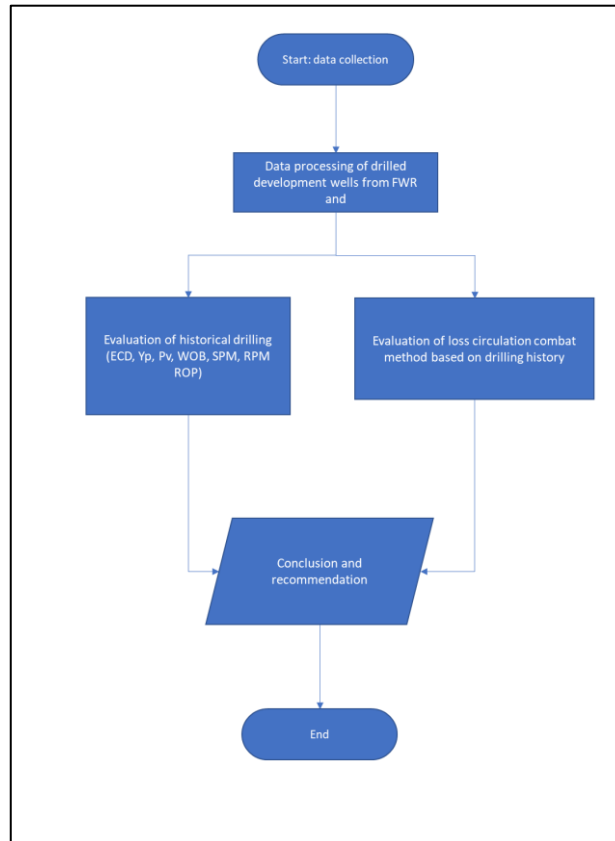 Start: data collection
Data processing of drilled
development wells from FWR
and
Evaluation of historical drilling
(ECD, Yp, Pv, WOB, SPM, RPM
ROP)
Evaluation of loss circulation combat
method based on drilling history
Conclusion and
recommendation
End